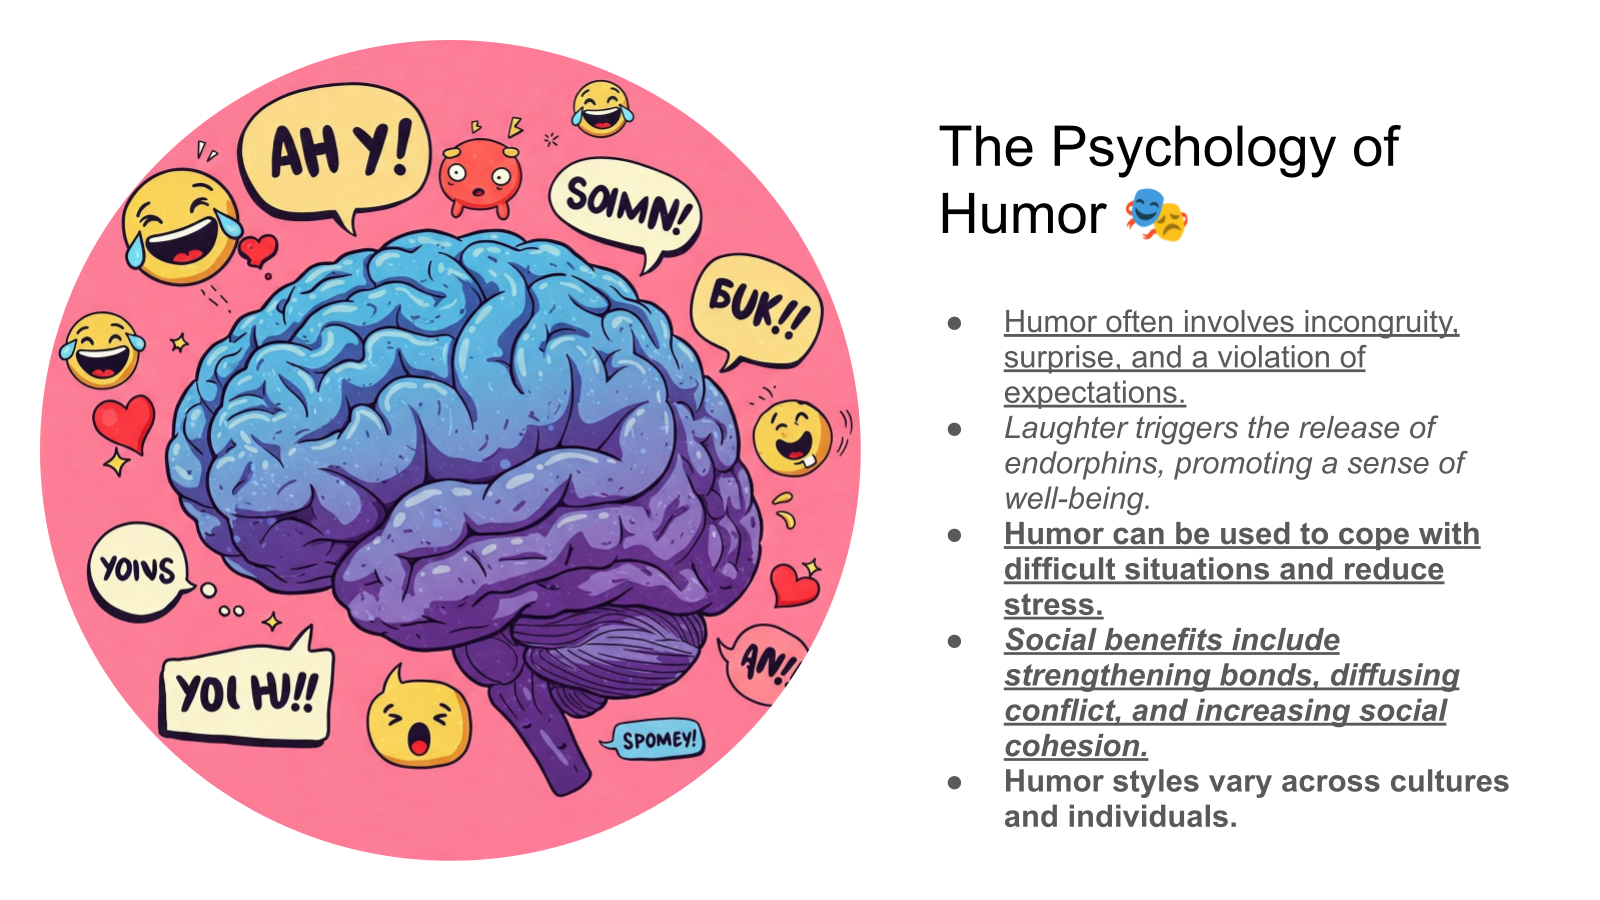 AH Y!
SOIMN!
БUK!!
YOIVS
YOI HJ!!
AN!!
SPOMEY!
The Psychology of
Humor 🎭
● Humor often involves incongruity,
surprise, and a violation of
expectations.
● Laughter triggers the release of
endorphins, promoting a sense of
well-being.
● Humor can be used to cope with
difficult situations and reduce
stress.
● Social benefits include
strengthening bonds, diffusing
conflict, and increasing social
cohesion.
● Humor styles vary across cultures
and individuals.